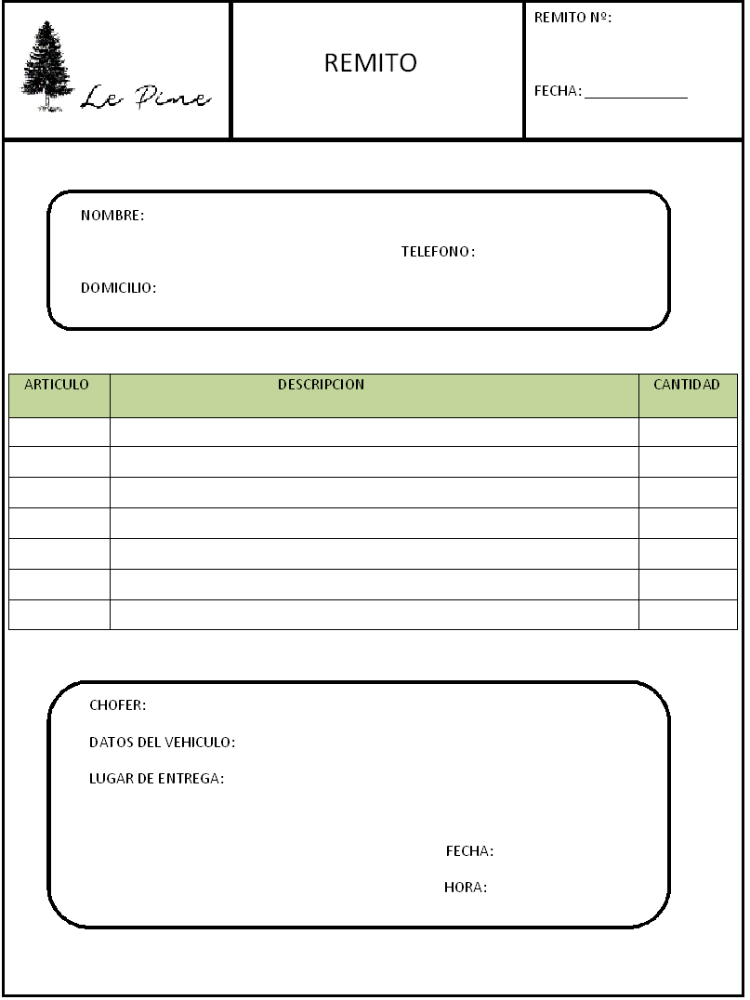 Le Pine
REMITO
REMITO Nº:
FECHA: ____________
NOMBRE:
TELEFONO:
DOMICILIO:
ARTICULO DESCRIPCION CANTIDAD
CHOFER:
DATOS DEL VEHICULO:
LUGAR DE ENTREGA:
FECHA:
HORA: